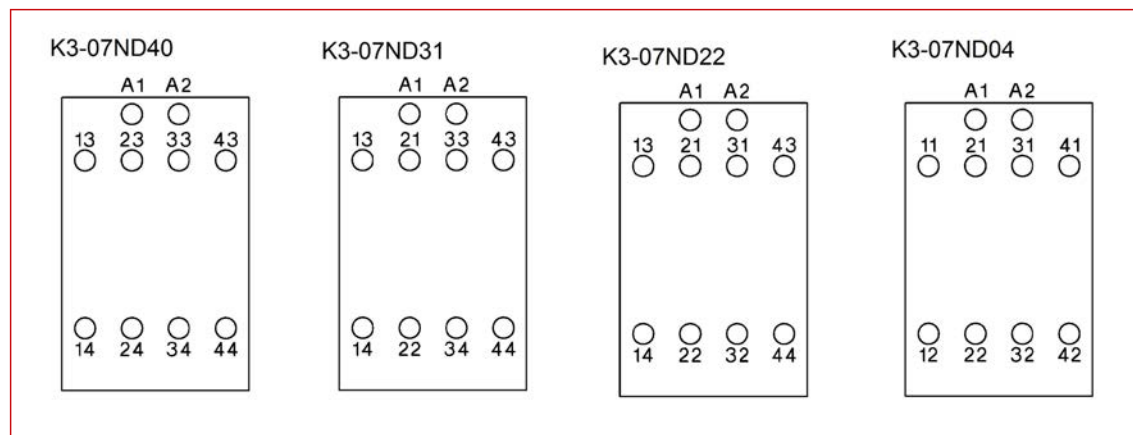 K3-07ND40
A1 A2
13 23 33 43
14 24 34 44
K3-07ND31
A1 A2
13 21 33 43
14 22 34 44
K3-07ND22
A1 A2
13 21 31 43
14 22 32 44
K3-07ND04
A1 A2
11 21 31 41
12 22 32 42